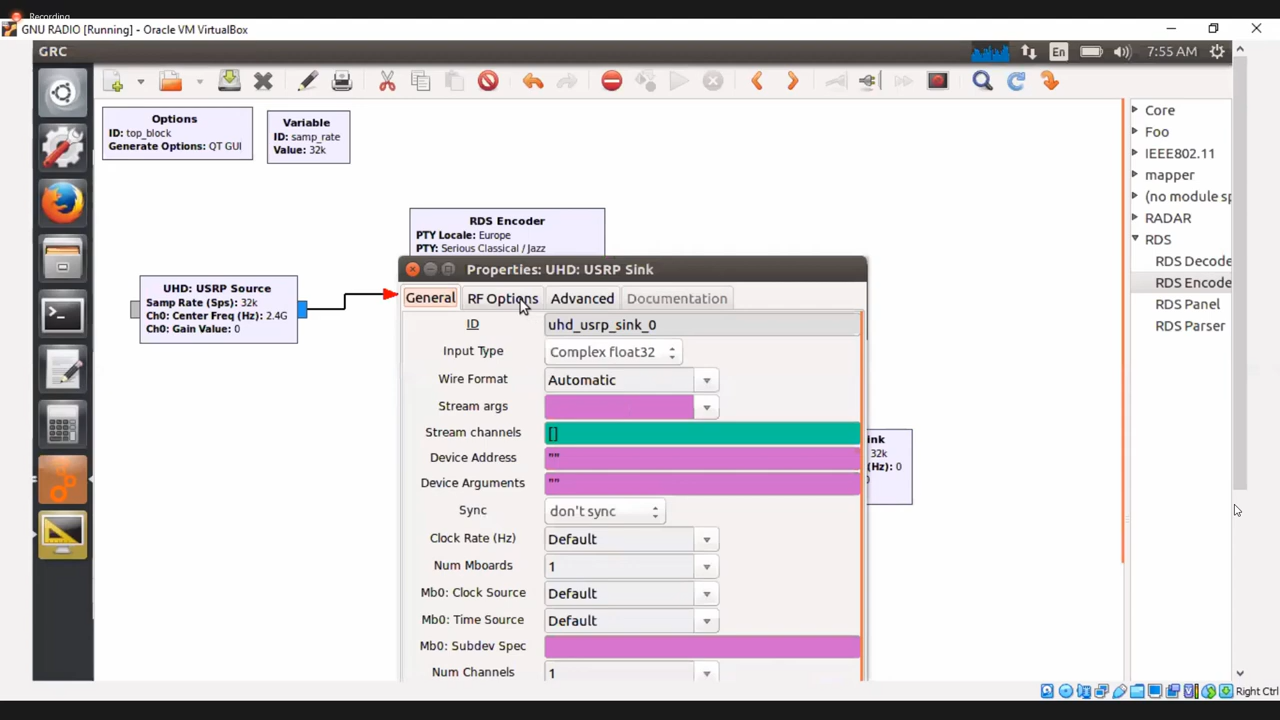 Recording
GNU RADIO [Running] - Oracle VM VirtualBox
GRC
En
7:55 AM
Options
ID: top_block
Generate Options: QT GUI
Variable
ID: samp_rate
Value: 32k
RDS Encoder
PTY Locale: Europe
PTY: Serious Classical / Jazz
UHD: USRP Source
Samp Rate (Sps): 32k
Ch0: Center Freq (Hz): 2.4G
Ch0: Gain Value: 0
Properties: UHD: USRP Sink
General
RF Options
Advanced
Documentation
ID
uhd_usrp_sink_0
Input Type
Complex float32
Wire Format
Automatic
Stream args
Stream channels
[]
Device Address
""
Device Arguments
""
Sync
don't sync
Clock Rate (Hz)
Default
Num Mboards
1
Mb0: Clock Source
Default
Mb0: Time Source
Default
Mb0: Subdev Spec
Num Channels
1
ink
32k
(Hz): 0
Core
Foo
IEEE802.11
mapper
(no module sp
RADAR
RDS
RDS Decode
RDS Encode
RDS Panel
RDS Parser
Right Ctrl